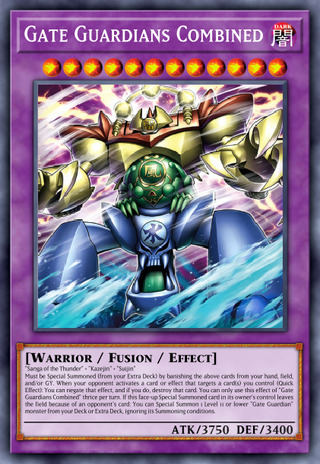 GATE GUARDIANS COMBINED
DARK
闇
風
水
[WARRIOR / FUSION / EFFECT]
"Sanga of the Thunder" + "Kazejin" + "Suijin"
Must be Special Summoned (from your Extra Deck) by banishing the above cards from your hand, field,
and/or GY. When your opponent activates a card or effect that targets a card(s) you control (Quick
Effect): You can negate that effect, and if you do, destroy that card. You can only use this effect of "Gate
Guardians Combined" thrice per turn. If this face-up Special Summoned card in its owner's control leaves
the field because of an opponent's card: You can Special Summon 1 Level 11 or lower "Gate Guardian"
monster from your Deck or Extra Deck, ignoring its Summoning conditions.
ATK/3750 DEF/3400